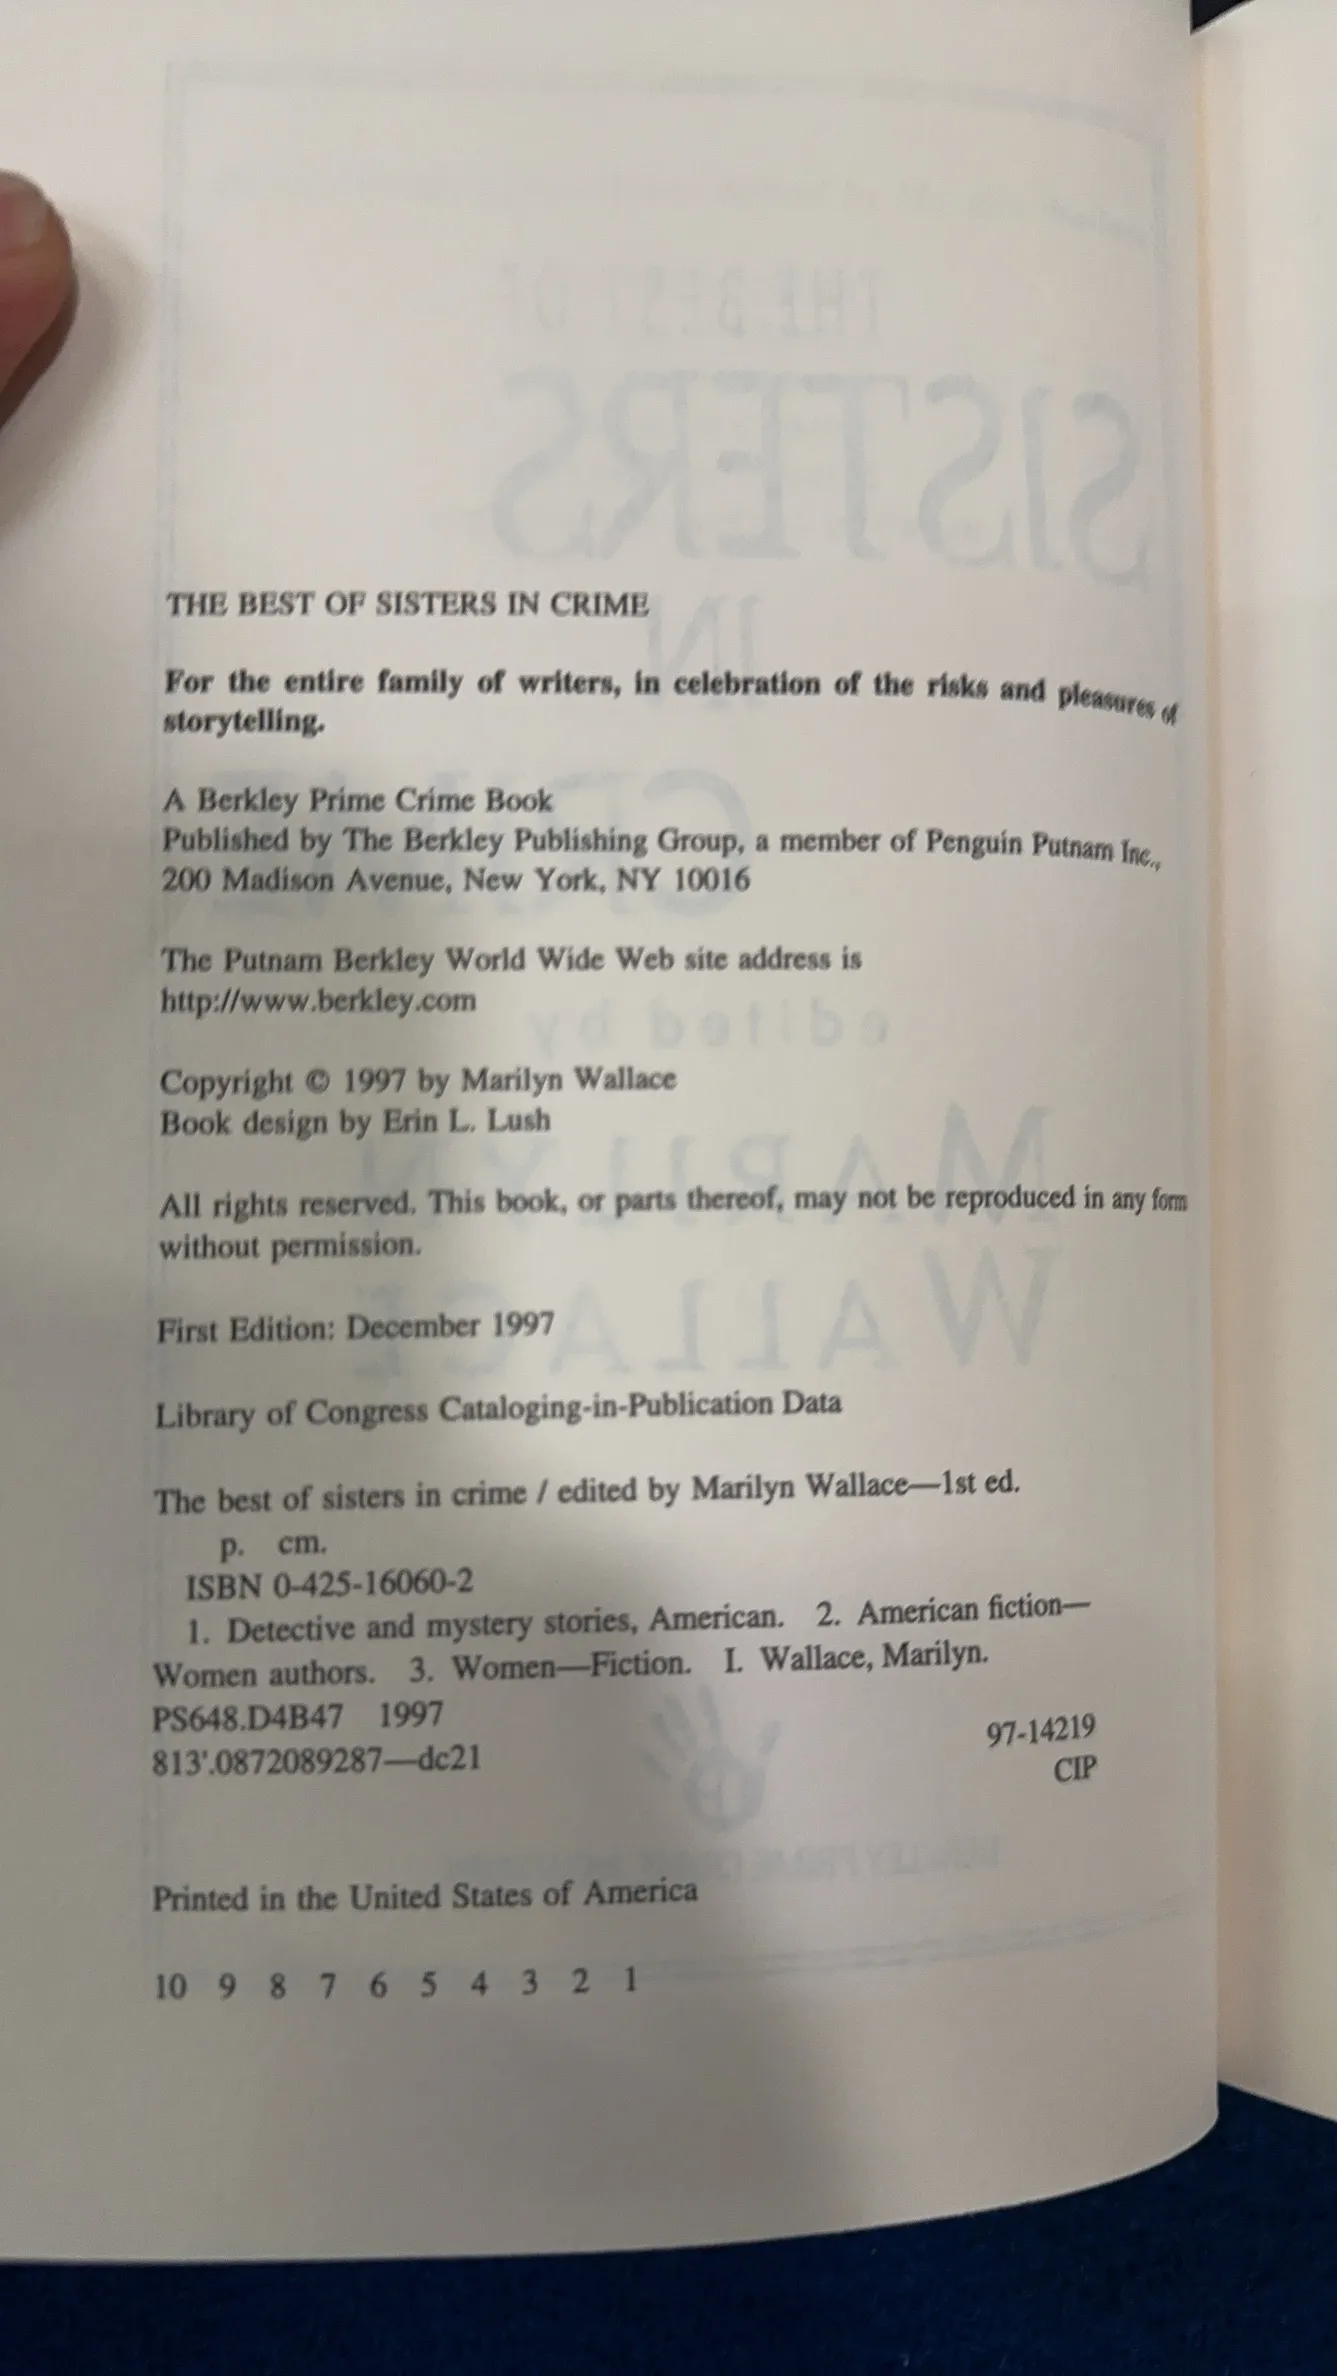 THE BEST OF SISTERS IN CRIME
For the entire family of writers, in celebration of the risks and pleasures of
storytelling.
A Berkley Prime Crime Book
Published by The Berkley Publishing Group, a member of Penguin Putnam Inc.,
200 Madison Avenue, New York, NY 10016
The Putnam Berkley World Wide Web site address is
http://www.berkley.com
Copyright © 1997 by Marilyn Wallace
Book design by Erin L. Lush
All rights reserved. This book, or parts thereof, may not be reproduced in any form
without permission.
First Edition: December 1997
Library of Congress Cataloging-in-Publication Data
The best of sisters in crime / edited by Marilyn Wallace—1st ed.
p. cm.
ISBN 0-425-16060-2
1. Detective and mystery stories, American. 2. American fiction—
Women authors. 3. Women—Fiction. I. Wallace, Marilyn.
PS648.D4B47 1997
97-14219
813'.0872089287—dc21
CIP
Printed in the United States of America
10 9 8 7 6 5 4 3 2 1